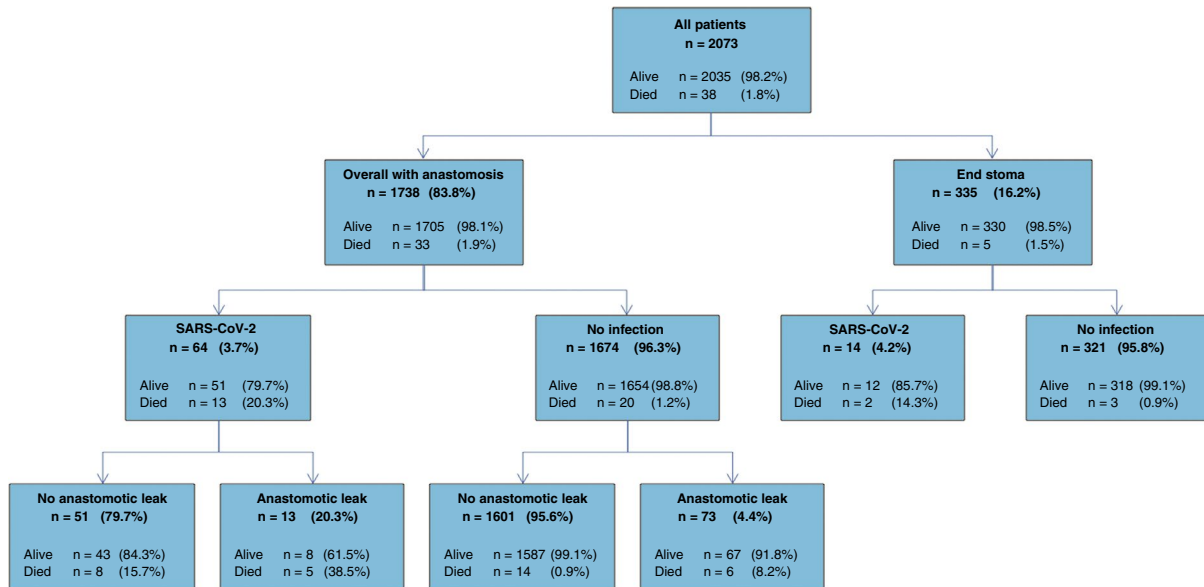 All patients
n = 2073
Alive n = 2035 (98.2%)
Died n = 38 (1.8%)
Overall with anastomosis
n = 1738 (83.8%)
Alive n = 1705 (98.1%)
Died n = 33 (1.9%)
End stoma
n = 335 (16.2%)
Alive n = 330 (98.5%)
Died n = 5 (1.5%)
SARS-CoV-2
n = 64 (3.7%)
Alive n = 51 (79.7%)
Died n = 13 (20.3%)
No infection
n = 1674 (96.3%)
Alive n = 1654 (98.8%)
Died n = 20 (1.2%)
SARS-CoV-2
n = 14 (4.2%)
Alive n = 12 (85.7%)
Died n = 2 (14.3%)
No infection
n = 321 (95.8%)
Alive n = 318 (99.1%)
Died n = 3 (0.9%)
No anastomotic leak
n = 51 (79.7%)
Alive n = 43 (84.3%)
Died n = 8 (15.7%)
Anastomotic leak
n = 13 (20.3%)
Alive n = 8 (61.5%)
Died n = 5 (38.5%)
No anastomotic leak
n = 1601 (95.6%)
Alive n = 1587 (99.1%)
Died n = 14 (0.9%)
Anastomotic leak
n = 73 (4.4%)
Alive n = 67 (91.8%)
Died n = 6 (8.2%)